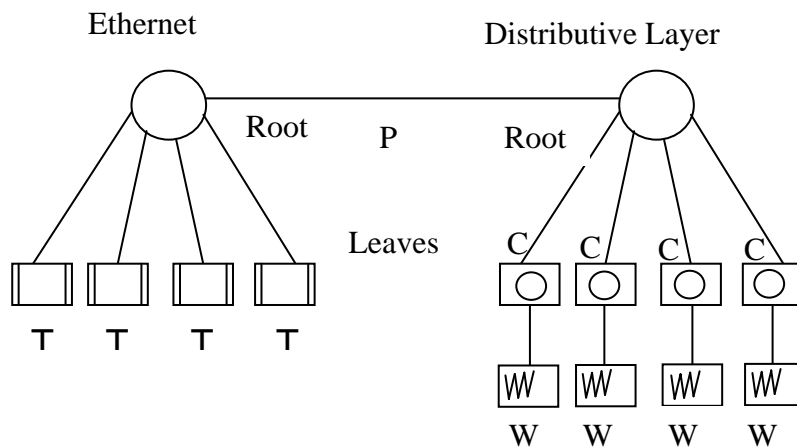 Ethernet
Distributive Layer
Root P Root
Leaves
C C C C
T T T T
W W W W